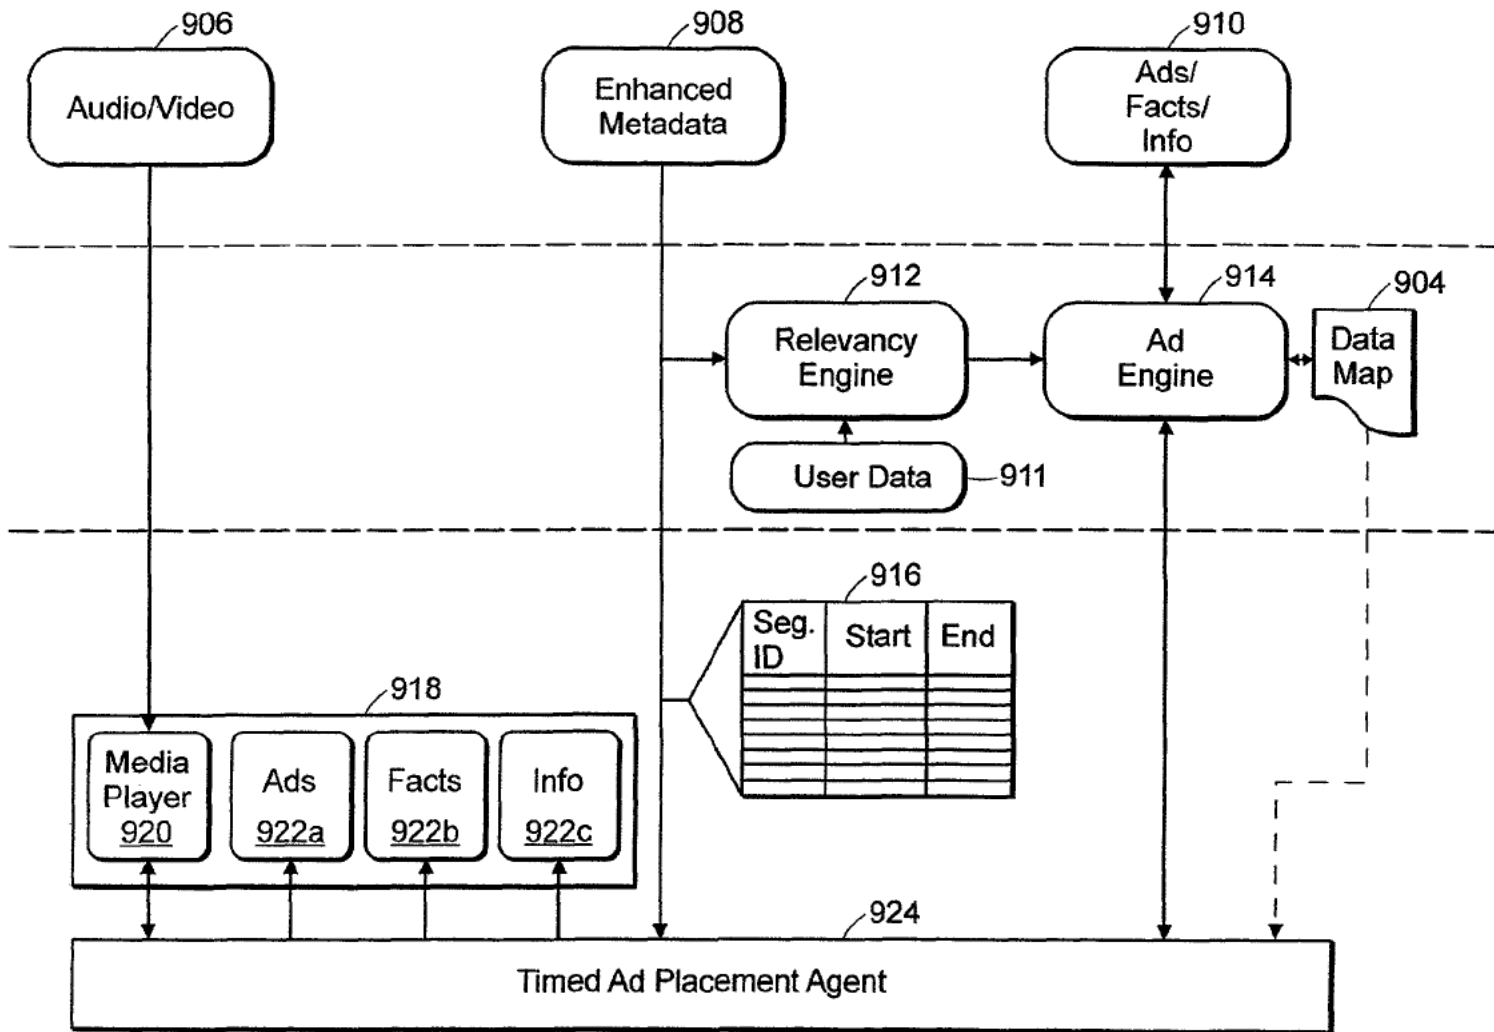 906
908
910
Audio/Video
Enhanced
Metadata
Ads/
Facts/
Info
912
914
904
Relevancy
Engine
Ad
Engine
Data
Map
User Data
911
916
Seg.
ID
Start
End
918
Media
Player
920
Ads
922a
Facts
922b
Info
922c
924
Timed Ad Placement Agent